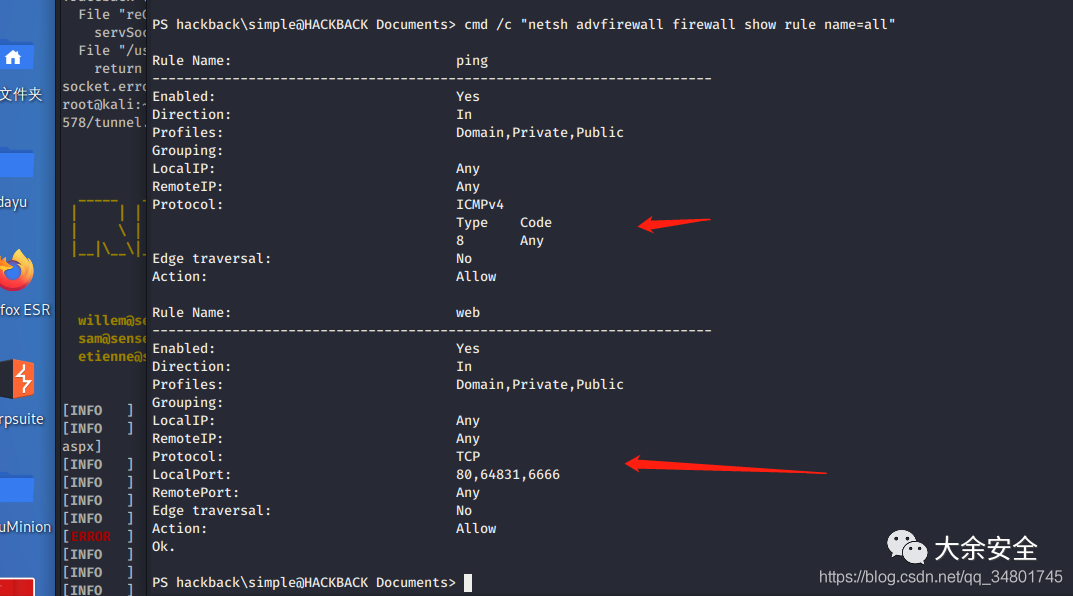 File "reG
servSoc
File "/us
return
socket.erro
root@kali:~
578/tunnel.
willem@se
sam@sense
etienne@s
[INFO ]
[INFO ]
aspx]
[INFO ]
[INFO ]
[INFO ]
[INFO ]
[ERROR ]
[INFO ]
[INFO ]
[INFO ]
文件夹
dayu
fox ESR
rpsuite
uMinion
PS hackback\simple@HACKBACK Documents> cmd /c "netsh advfirewall firewall show rule name=all"
Rule Name: ping
----------------------------------------------------------------------
Enabled: Yes
Direction: In
Profiles: Domain,Private,Public
Grouping:
LocalIP: Any
RemoteIP: Any
Protocol: ICMPv4
Type Code
8 Any
Edge traversal: No
Action: Allow
Rule Name: web
----------------------------------------------------------------------
Enabled: Yes
Direction: In
Profiles: Domain,Private,Public
Grouping:
LocalIP: Any
RemoteIP: Any
Protocol: TCP
LocalPort: 80,64831,6666
RemotePort: Any
Edge traversal: No
Action: Allow
Ok.
PS hackback\simple@HACKBACK Documents>
大余安全
https://blog.csdn.net/qq_34801745